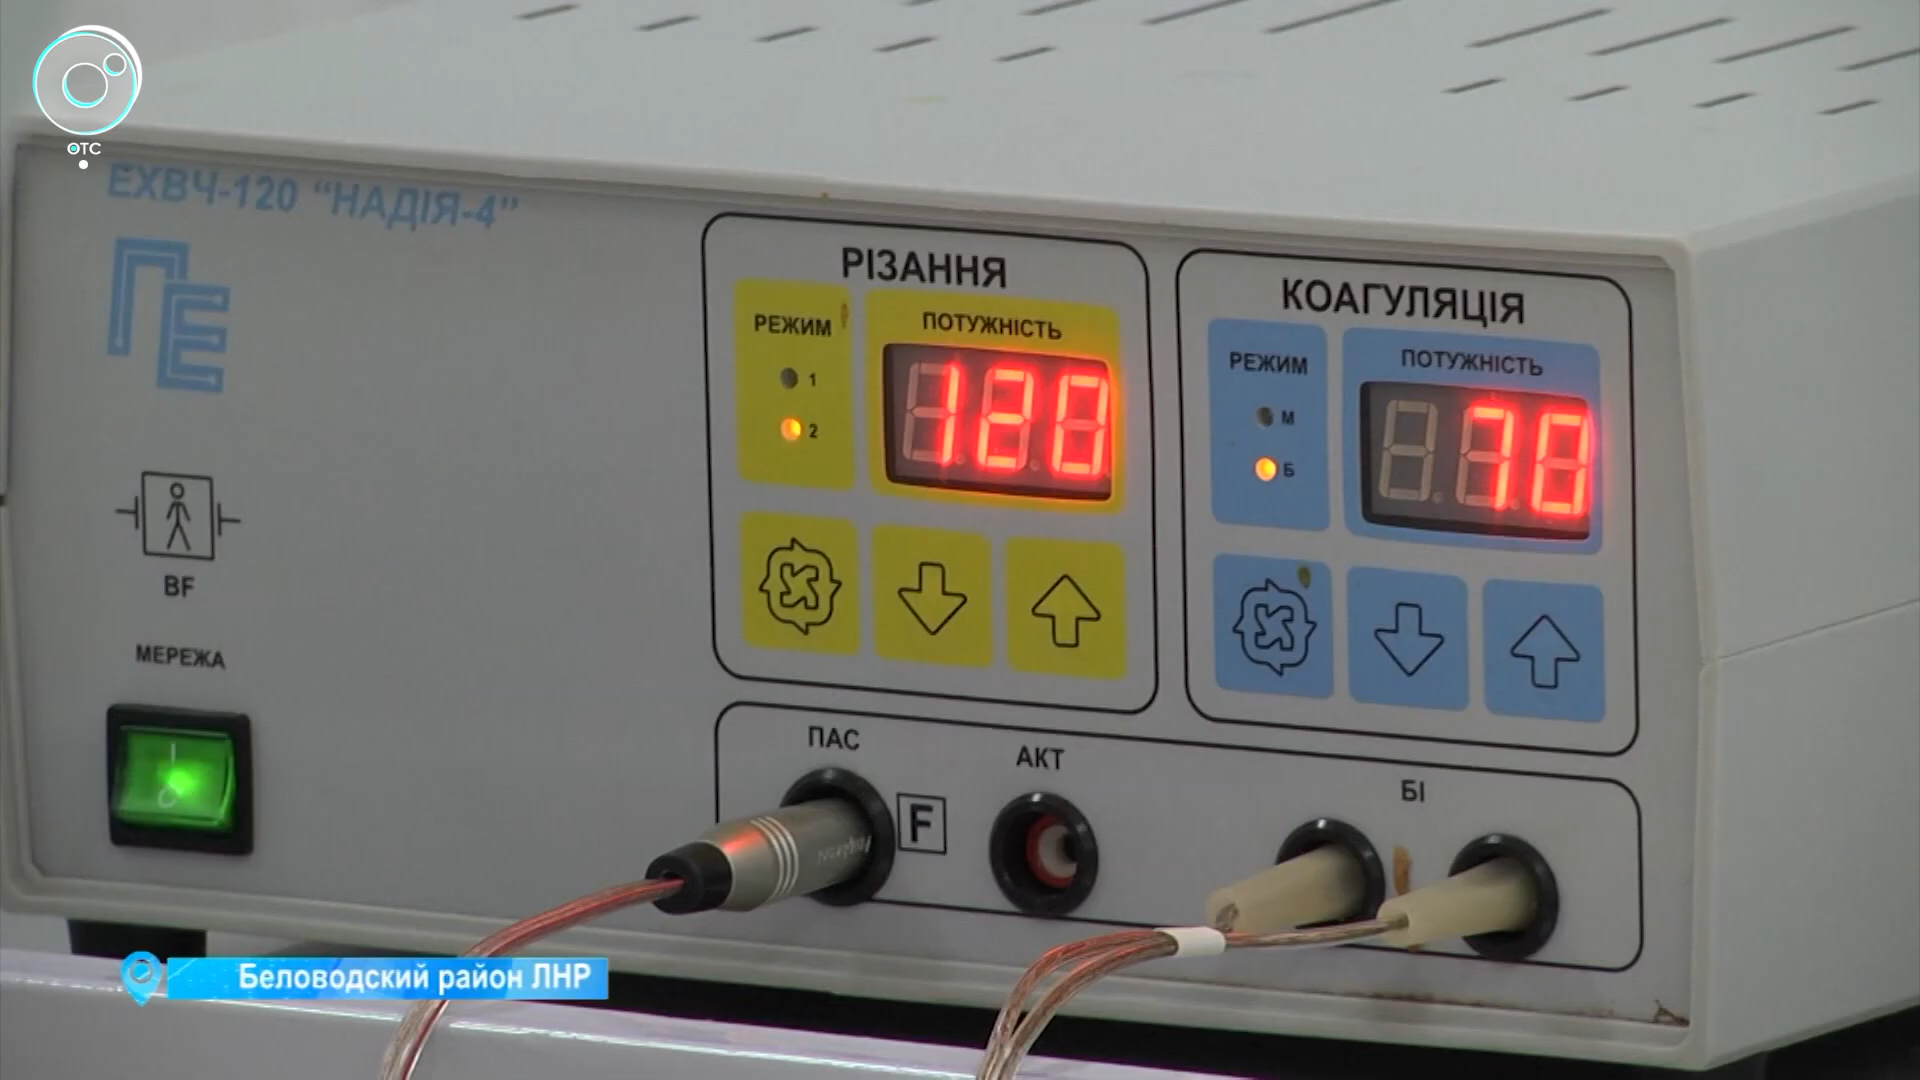 ОТС
ЕХВЧ-120 “НАДІЯ-4”
ПЕ
BF
МЕРЕЖА
I
O
РІЗАННЯ
РЕЖИМ
1
2
ПОТУЖНІСТЬ
120
КОАГУЛЯЦІЯ
РЕЖИМ
М
Б
ПОТУЖНІСТЬ
70
ПАС
F
АКТ
БІ
Беловодский район ЛНР